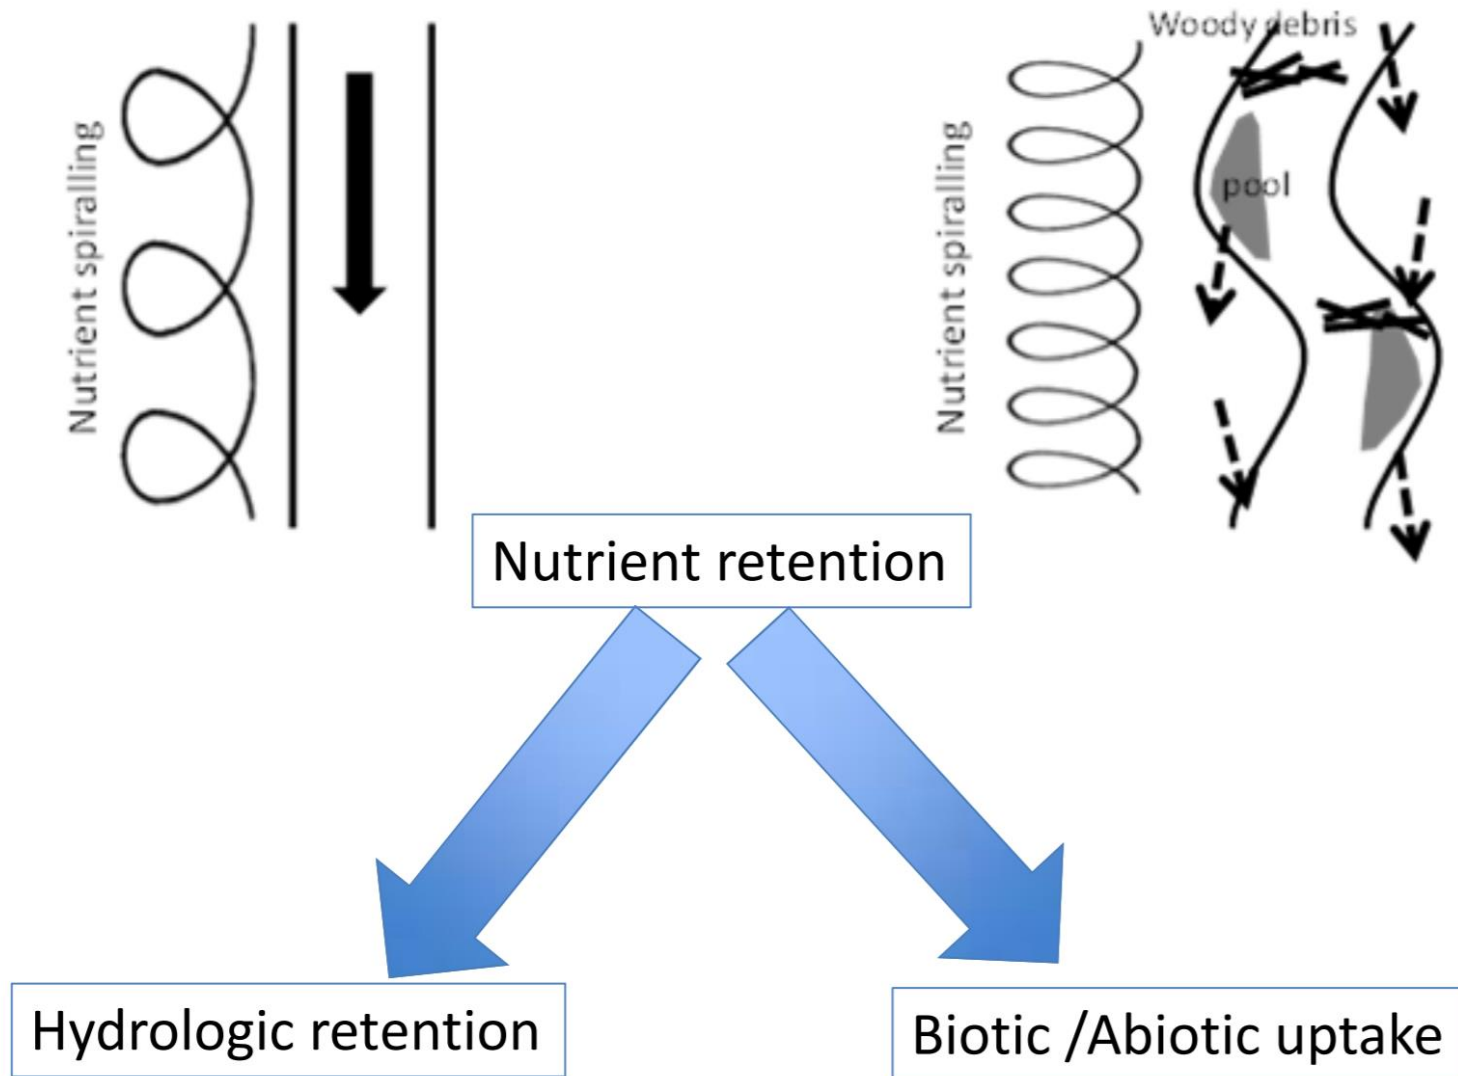 Nutrient spiralling
Woody debris
Nutrient spiralling
pool
Nutrient retention
Hydrologic retention
Biotic /Abiotic uptake